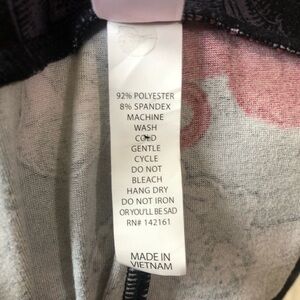 92% POLYESTER
8% SPANDEX
MACHINE
WASH
COLD
GENTLE
CYCLE
DO NOT
BLEACH
HANG DRY
DO NOT IRON
OR YOU'LL BE SAD
RN# 142161
MADE IN
VIETNAM